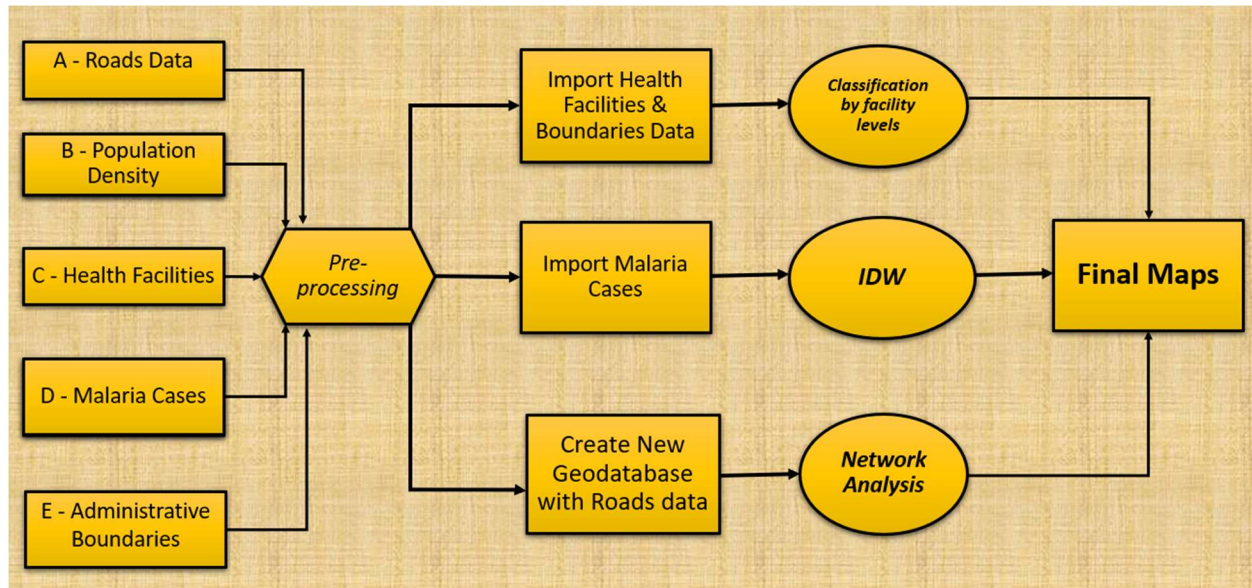 A - Roads Data
B - Population
Density
C - Health Facilities
D - Malaria Cases
E - Administrative
Boundaries
Pre-
processing
Import Health
Facilities &
Boundaries Data
Import Malaria
Cases
Create New
Geodatabase
with Roads data
Classification
by facility
levels
IDW
Network
Analysis
Final Maps